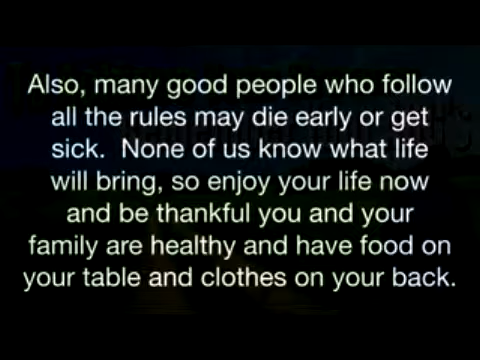 Also, many good people who follow
all the rules may die early or get
sick.  None of us know what life
will bring, so enjoy your life now
and be thankful you and your
family are healthy and have food on
your table and clothes on your back.